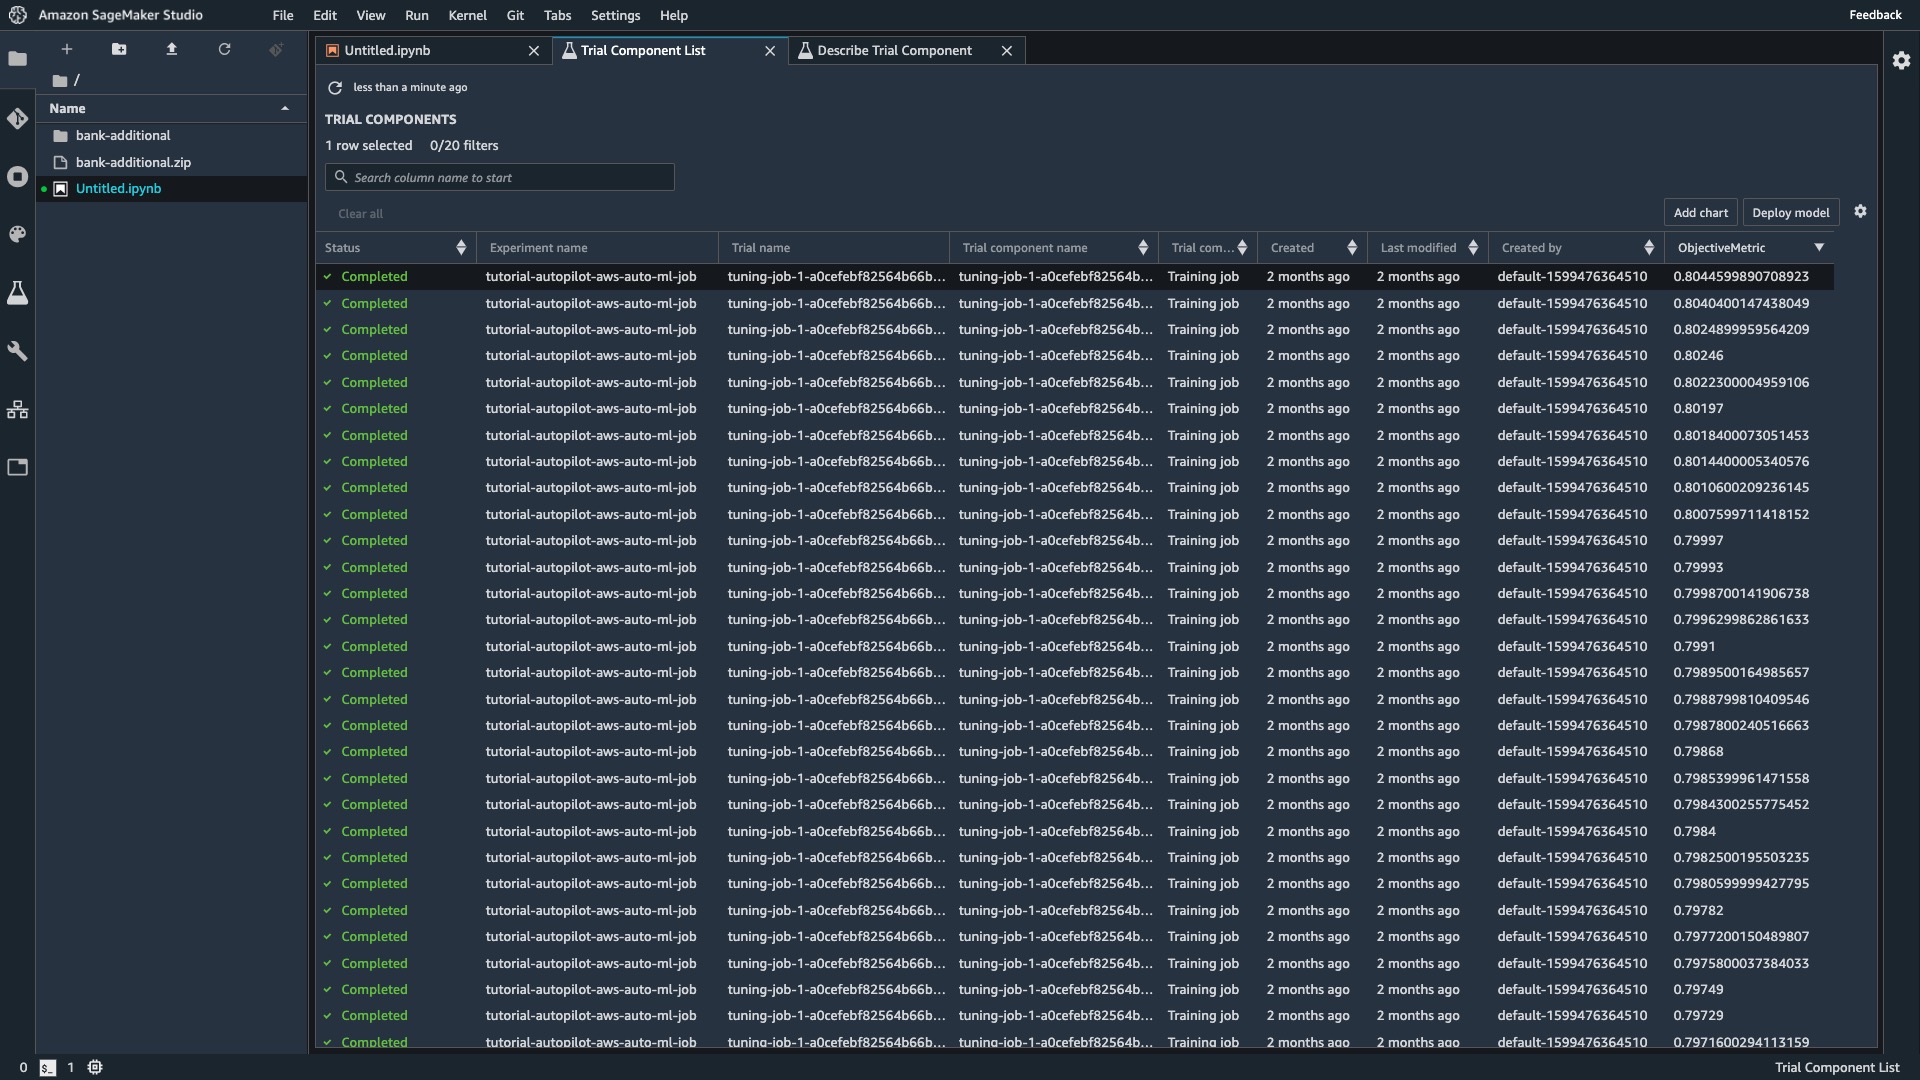 Amazon SageMaker Studio File Edit View Run Kernel Git Tabs Settings Help Feedback
Untitled.ipynb Trial Component List Describe Trial Component
/
Name
bank-additional
bank-additional.zip
Untitled.ipynb
less than a minute ago
TRIAL COMPONENTS
1 row selected 0/20 filters
Search column name to start
Clear all Add chart Deploy model
Status Experiment name Trial name Trial component name Trial com... Created Last modified Created by ObjectiveMetric
Completed tutorial-autopilot-aws-auto-ml-job tuning-job-1-a0cefebf82564b66b... tuning-job-1-a0cefebf82564b... Training job 2 months ago 2 months ago default-1599476364510 0.8044599890708923
Completed tutorial-autopilot-aws-auto-ml-job tuning-job-1-a0cefebf82564b66b... tuning-job-1-a0cefebf82564b... Training job 2 months ago 2 months ago default-1599476364510 0.8040400147438049
Completed tutorial-autopilot-aws-auto-ml-job tuning-job-1-a0cefebf82564b66b... tuning-job-1-a0cefebf82564b... Training job 2 months ago 2 months ago default-1599476364510 0.8024899959564209
Completed tutorial-autopilot-aws-auto-ml-job tuning-job-1-a0cefebf82564b66b... tuning-job-1-a0cefebf82564b... Training job 2 months ago 2 months ago default-1599476364510 0.80246
Completed tutorial-autopilot-aws-auto-ml-job tuning-job-1-a0cefebf82564b66b... tuning-job-1-a0cefebf82564b... Training job 2 months ago 2 months ago default-1599476364510 0.8022300004959106
Completed tutorial-autopilot-aws-auto-ml-job tuning-job-1-a0cefebf82564b66b... tuning-job-1-a0cefebf82564b... Training job 2 months ago 2 months ago default-1599476364510 0.80197
Completed tutorial-autopilot-aws-auto-ml-job tuning-job-1-a0cefebf82564b66b... tuning-job-1-a0cefebf82564b... Training job 2 months ago 2 months ago default-1599476364510 0.8018400073051453
Completed tutorial-autopilot-aws-auto-ml-job tuning-job-1-a0cefebf82564b66b... tuning-job-1-a0cefebf82564b... Training job 2 months ago 2 months ago default-1599476364510 0.8014400005340576
Completed tutorial-autopilot-aws-auto-ml-job tuning-job-1-a0cefebf82564b66b... tuning-job-1-a0cefebf82564b... Training job 2 months ago 2 months ago default-1599476364510 0.8010600209236145
Completed tutorial-autopilot-aws-auto-ml-job tuning-job-1-a0cefebf82564b66b... tuning-job-1-a0cefebf82564b... Training job 2 months ago 2 months ago default-1599476364510 0.8007599711418152
Completed tutorial-autopilot-aws-auto-ml-job tuning-job-1-a0cefebf82564b66b... tuning-job-1-a0cefebf82564b... Training job 2 months ago 2 months ago default-1599476364510 0.79997
Completed tutorial-autopilot-aws-auto-ml-job tuning-job-1-a0cefebf82564b66b... tuning-job-1-a0cefebf82564b... Training job 2 months ago 2 months ago default-1599476364510 0.79993
Completed tutorial-autopilot-aws-auto-ml-job tuning-job-1-a0cefebf82564b66b... tuning-job-1-a0cefebf82564b... Training job 2 months ago 2 months ago default-1599476364510 0.7998700141906738
Completed tutorial-autopilot-aws-auto-ml-job tuning-job-1-a0cefebf82564b66b... tuning-job-1-a0cefebf82564b... Training job 2 months ago 2 months ago default-1599476364510 0.7996299862861633
Completed tutorial-autopilot-aws-auto-ml-job tuning-job-1-a0cefebf82564b66b... tuning-job-1-a0cefebf82564b... Training job 2 months ago 2 months ago default-1599476364510 0.7991
Completed tutorial-autopilot-aws-auto-ml-job tuning-job-1-a0cefebf82564b66b... tuning-job-1-a0cefebf82564b... Training job 2 months ago 2 months ago default-1599476364510 0.7989500164985657
Completed tutorial-autopilot-aws-auto-ml-job tuning-job-1-a0cefebf82564b66b... tuning-job-1-a0cefebf82564b... Training job 2 months ago 2 months ago default-1599476364510 0.7988799810409546
Completed tutorial-autopilot-aws-auto-ml-job tuning-job-1-a0cefebf82564b66b... tuning-job-1-a0cefebf82564b... Training job 2 months ago 2 months ago default-1599476364510 0.7987800240516663
Completed tutorial-autopilot-aws-auto-ml-job tuning-job-1-a0cefebf82564b66b... tuning-job-1-a0cefebf82564b... Training job 2 months ago 2 months ago default-1599476364510 0.79868
Completed tutorial-autopilot-aws-auto-ml-job tuning-job-1-a0cefebf82564b66b... tuning-job-1-a0cefebf82564b... Training job 2 months ago 2 months ago default-1599476364510 0.7985399961471558
Completed tutorial-autopilot-aws-auto-ml-job tuning-job-1-a0cefebf82564b66b... tuning-job-1-a0cefebf82564b... Training job 2 months ago 2 months ago default-1599476364510 0.7984300255775452
Completed tutorial-autopilot-aws-auto-ml-job tuning-job-1-a0cefebf82564b66b... tuning-job-1-a0cefebf82564b... Training job 2 months ago 2 months ago default-1599476364510 0.7984
Completed tutorial-autopilot-aws-auto-ml-job tuning-job-1-a0cefebf82564b66b... tuning-job-1-a0cefebf82564b... Training job 2 months ago 2 months ago default-1599476364510 0.7982500195503235
Completed tutorial-autopilot-aws-auto-ml-job tuning-job-1-a0cefebf82564b66b... tuning-job-1-a0cefebf82564b... Training job 2 months ago 2 months ago default-1599476364510 0.7980599999427795
Completed tutorial-autopilot-aws-auto-ml-job tuning-job-1-a0cefebf82564b66b... tuning-job-1-a0cefebf82564b... Training job 2 months ago 2 months ago default-1599476364510 0.79782
Completed tutorial-autopilot-aws-auto-ml-job tuning-job-1-a0cefebf82564b66b... tuning-job-1-a0cefebf82564b... Training job 2 months ago 2 months ago default-1599476364510 0.7977200150489807
Completed tutorial-autopilot-aws-auto-ml-job tuning-job-1-a0cefebf82564b66b... tuning-job-1-a0cefebf82564b... Training job 2 months ago 2 months ago default-1599476364510 0.7975800037384033
Completed tutorial-autopilot-aws-auto-ml-job tuning-job-1-a0cefebf82564b66b... tuning-job-1-a0cefebf82564b... Training job 2 months ago 2 months ago default-1599476364510 0.79749
Completed tutorial-autopilot-aws-auto-ml-job tuning-job-1-a0cefebf82564b66b... tuning-job-1-a0cefebf82564b... Training job 2 months ago 2 months ago default-1599476364510 0.79729
Completed tutorial-autopilot-aws-auto-ml-job tuning-job-1-a0cefebf82564b66b... tuning-job-1-a0cefebf82564b... Training job 2 months ago 2 months ago default-1599476364510 0.7971600294113159
0 $_ 1 Trial Component List